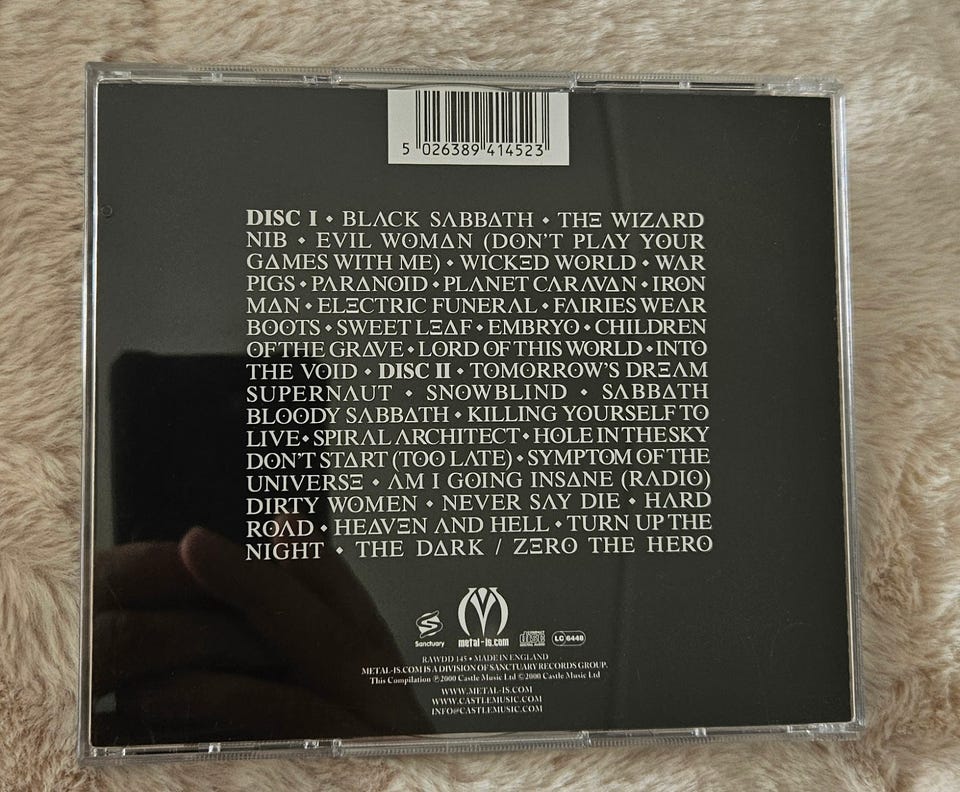 5 026389 414523
DISC I • BLACK SABBATH • THE WIZARD
NIB • EVIL WOMAN (DON'T PLAY YOUR
GAMES WITH ME) • WICKED WORLD • WAR
PIGS • PARANOID • PLANET CARAVAN • IRON
MAN • ELECTRIC FUNERAL • FAIRIES WEAR
BOOTS • SWEET LEAF • EMBRYO • CHILDREN
OF THE GRAVE • LORD OF THIS WORLD • INTO
THE VOID • DISC II • TOMORROW'S DREAM
SUPERNAUT • SNOWBLIND • SABBATH
BLOODY SABBATH • KILLING YOURSELF TO
LIVE • SPIRAL ARCHITECT • HOLE IN THE SKY
DON'T START (TOO LATE) • SYMPTOM OF THE
UNIVERSE • AM I GOING INSANE (RADIO)
DIRTY WOMEN • NEVER SAY DIE • HARD
ROAD • HEAVEN AND HELL • TURN UP THE
NIGHT • THE DARK / ZERO THE HERO
Sanctuary metal-is.com COMPACT disc DIGITAL AUDIO LC 6448
RAWDD 145 • MADE IN ENGLAND
METAL-IS.COM IS A DIVISION OF SANCTUARY RECORDS GROUP.
This Compilation ℗2000 Castle Music Ltd ©2000 Castle Music Ltd
WWW.METAL-IS.COM
WWW.CASTLEMUSIC.COM
INFO@CASTLEMUSIC.COM